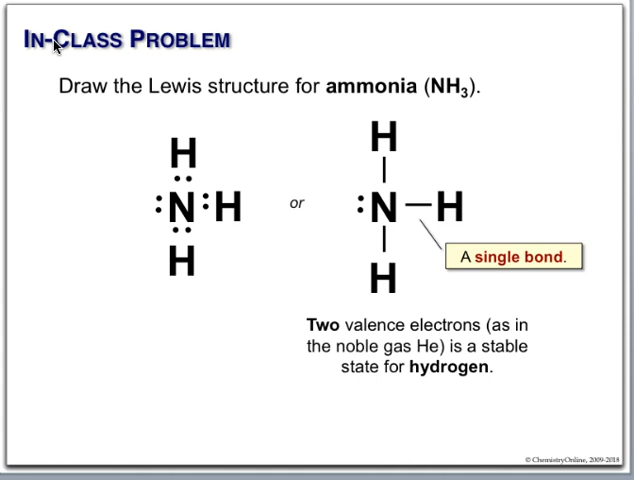 IN-CLASS PROBLEM
Draw the Lewis structure for ammonia (NH₃).
H
:N:H
H
or
H
:N—H
H
A single bond.
Two valence electrons (as in
the noble gas He) is a stable
state for hydrogen.
© ChemistryOnline, 2009-2018